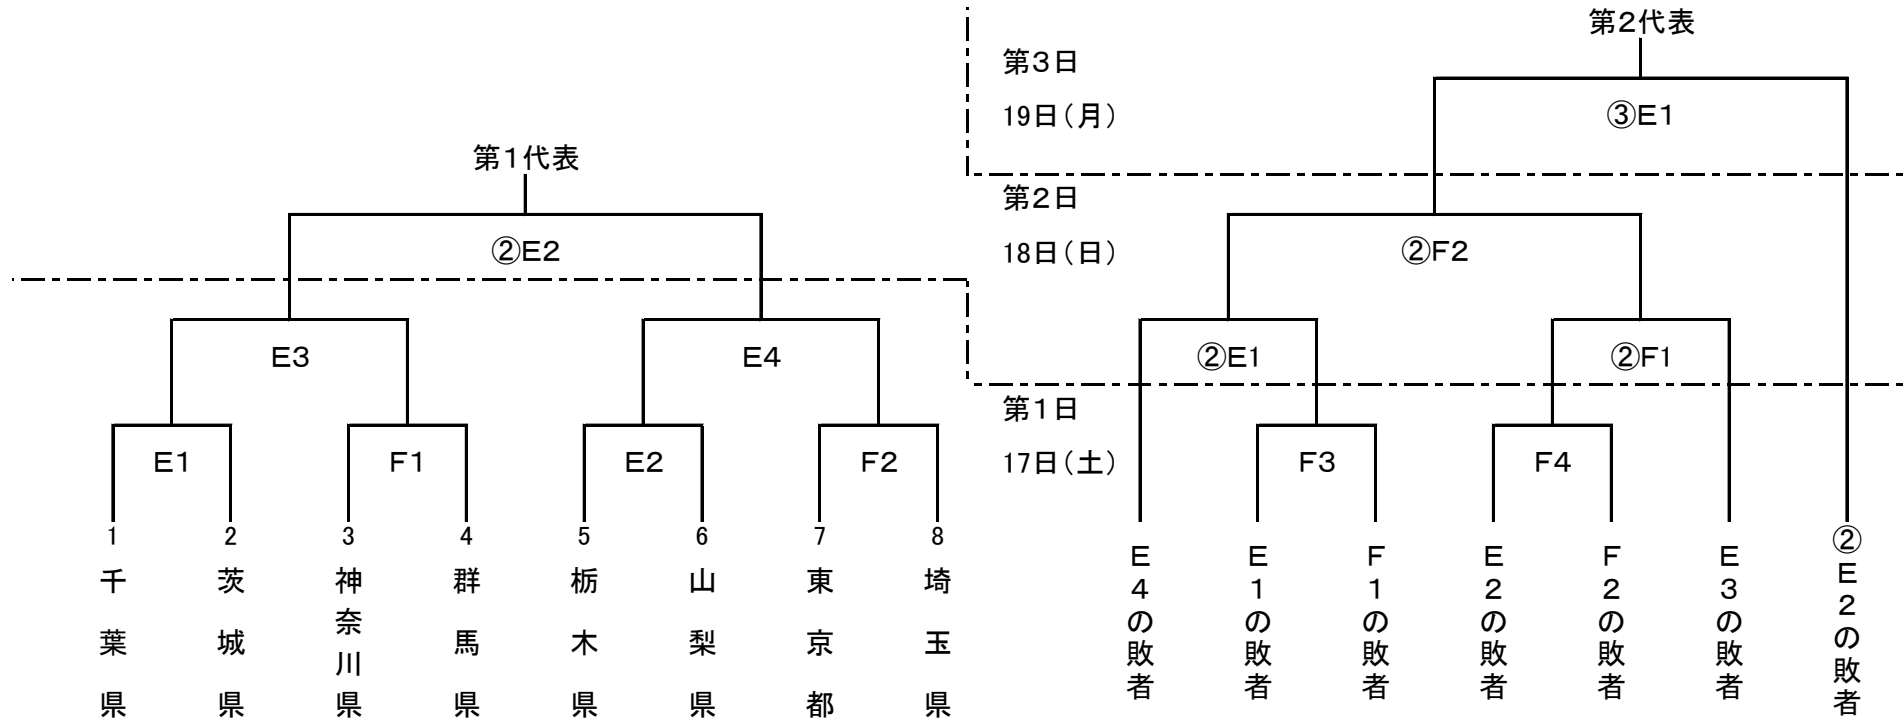 第2代表
第3日
19日(月)
③E1
第1代表
第2日
18日(日)
②E2
②F2
E3
E4
②E1
②F1
第1日
17日(土)
E1
F1
E2
F2
F3
F4
1
千葉県
2
茨城県
3
神奈川県
4
群馬県
5
栃木県
6
山梨県
7
東京都
8
埼玉県
E4の敗者
E1の敗者
F1の敗者
E2の敗者
F2の敗者
E3の敗者
②E2の敗者